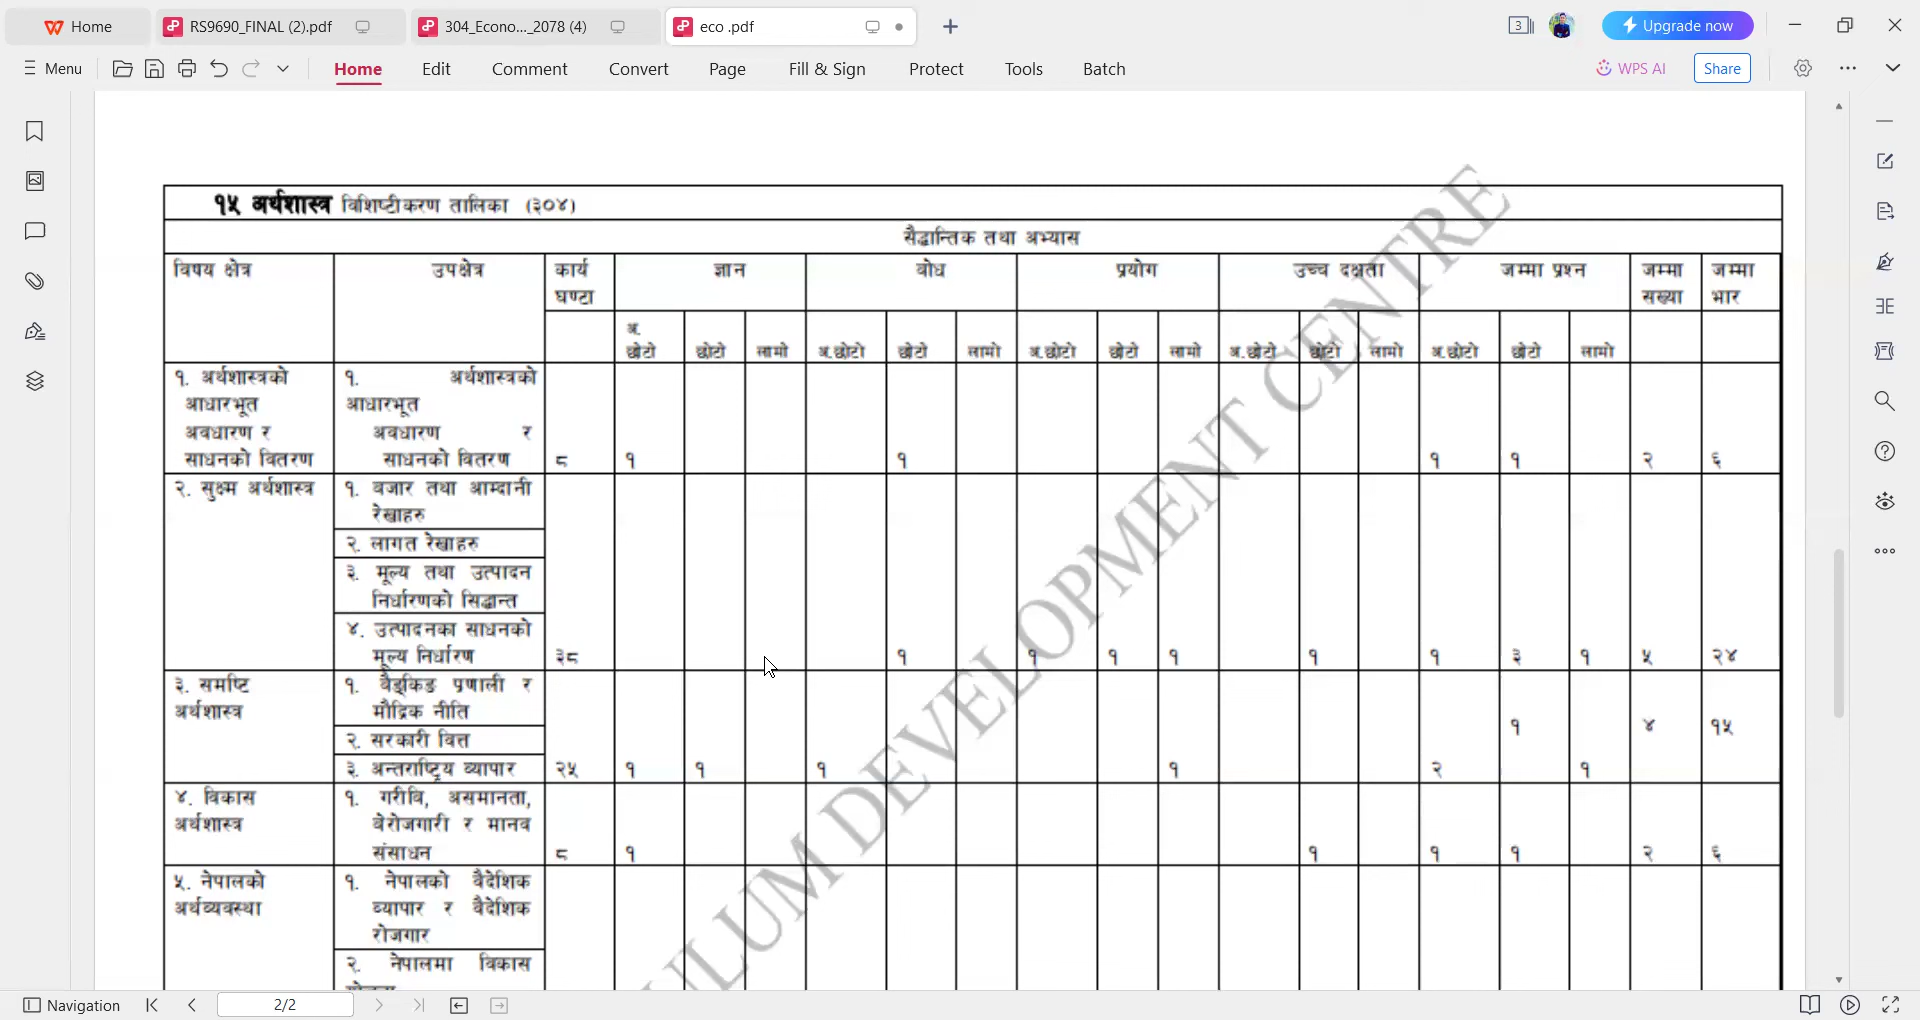 Home RS9690_FINAL (2).pdf 304_Econo..._2078 (4) eco .pdf 3 Upgrade now
Menu Home Edit Comment Convert Page Fill & Sign Protect Tools Batch WPS AI Share
१५ अर्थशास्त्र विशिष्टीकरण तालिका (३०४)
सैद्धान्तिक तथा अभ्यास
विषय क्षेत्र उपक्षेत्र कार्य ज्ञान वोध प्रयोग उच्च दक्षता जम्मा प्रश्न जम्मा जम्मा
घण्टा सख्या भार
अ.
छोटो छोटो लामो अ.छोटो छोटो लामो अ.छोटो छोटो लामो अ.छोटो छोटो लामो अ.छोटो छोटो लामो
१. अर्थशास्त्रको १. अर्थशास्त्रको
आधारभूत आधारभूत
अवधारण र अवधारण र
साधनको वितरण साधनको वितरण ८ १ १ १ १ २ ६
२. सुक्ष्म अर्थशास्त्र १. वजार तथा आम्दानी
रेखाहरु
२. लागत रेखाहरु
३. मूल्य तथा उत्पादन
निर्धारणको सिद्धान्त
४. उत्पादनका साधनको
मूल्य निर्धारण ३८ १ १ १ १ १ १ ३ १ ५ २४
३. समष्टि १. वैङ्किङ प्रणाली र
अर्थशास्त्र मौद्रिक नीति
१ ४ १५
२. सरकारी वित्त
३. अन्तराष्ट्रिय व्यापार २५ १ १ १ १ २ १
४. विकास १. गरीवि, असमानता,
अर्थशास्त्र वेरोजगारी र मानव
संसाधन ८ १ १ १ १ २ ६
५. नेपालको १. नेपालको वैदेशिक
अर्थव्यवस्था व्यापार र वैदेशिक
रोजगार
२. नेपालमा विकास
ULUM DEVELOPMENT CENTRE
Navigation 2/2